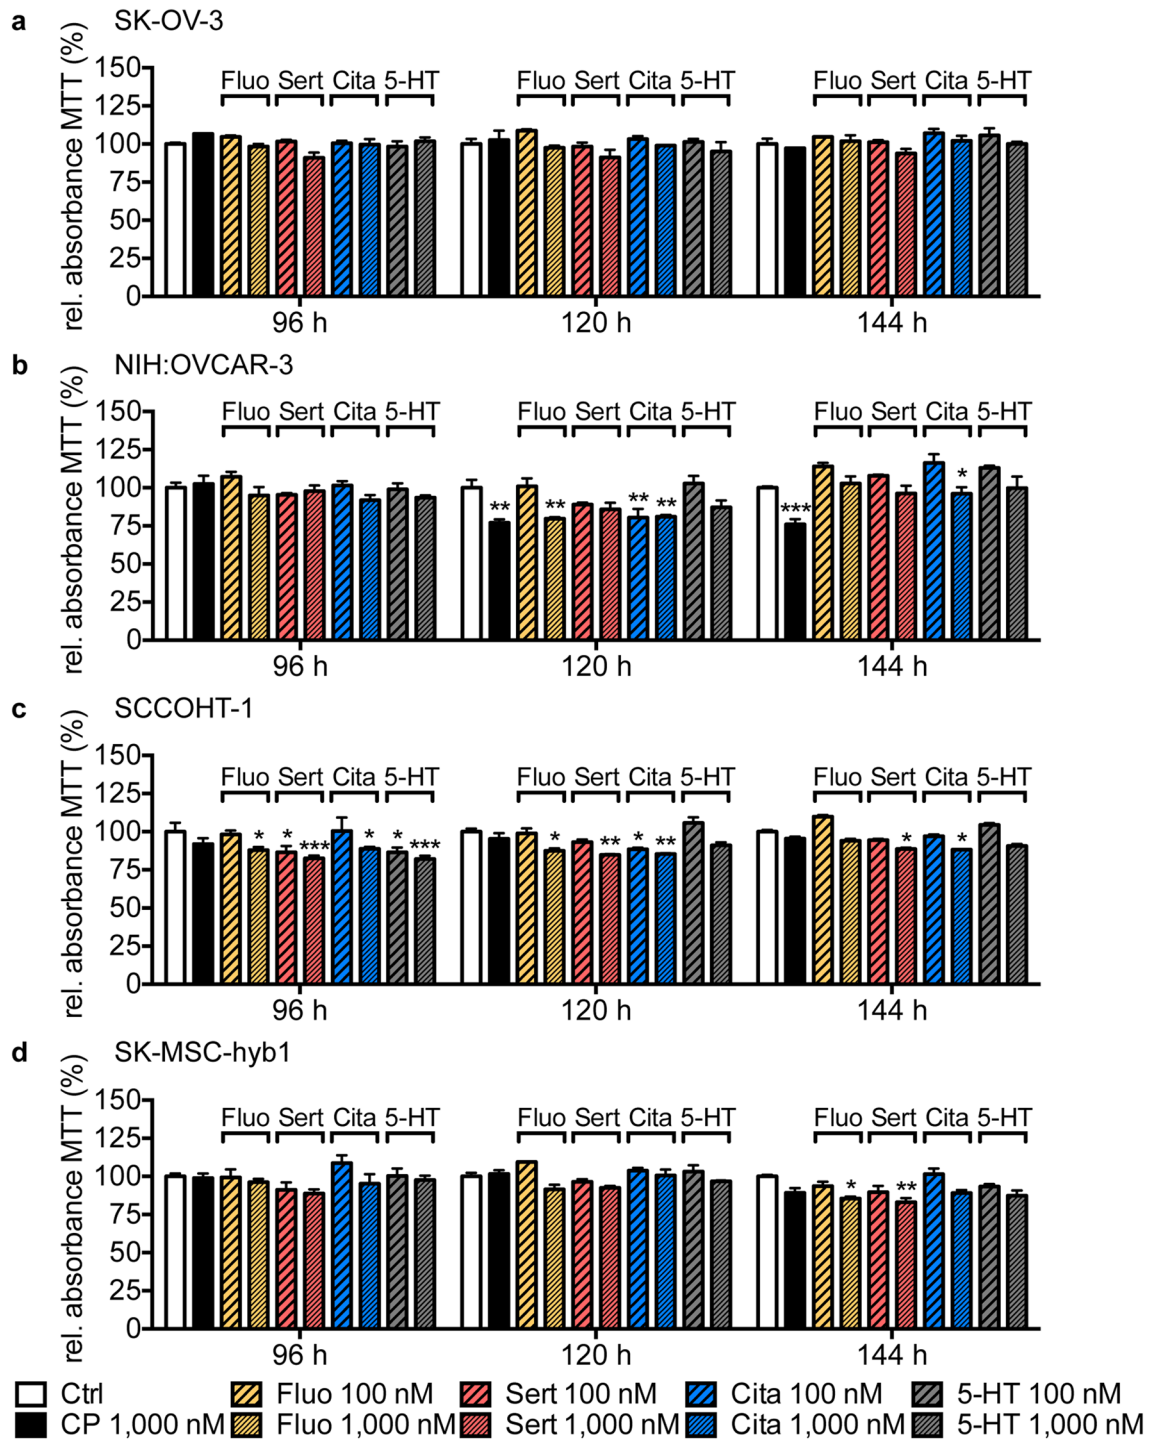 a SK-OV-3
rel. absorbance MTT (%)
150
125
100
75
50
25
0
Fluo Sert Cita 5-HT
Fluo Sert Cita 5-HT
Fluo Sert Cita 5-HT
96 h 120 h 144 h
b NIH:OVCAR-3
rel. absorbance MTT (%)
150
125
100
75
50
25
0
Fluo Sert Cita 5-HT
Fluo Sert Cita 5-HT
Fluo Sert Cita 5-HT
** ** ** **
*** *
96 h 120 h 144 h
c SCCOHT-1
rel. absorbance MTT (%)
150
125
100
75
50
25
0
Fluo Sert Cita 5-HT
Fluo Sert Cita 5-HT
Fluo Sert Cita 5-HT
* * *** * * ***
* ** * **
* *
96 h 120 h 144 h
d SK-MSC-hyb1
rel. absorbance MTT (%)
150
125
100
75
50
25
0
Fluo Sert Cita 5-HT
Fluo Sert Cita 5-HT
Fluo Sert Cita 5-HT
* **
96 h 120 h 144 h
Ctrl Fluo 100 nM Sert 100 nM Cita 100 nM 5-HT 100 nM
CP 1,000 nM Fluo 1,000 nM Sert 1,000 nM Cita 1,000 nM 5-HT 1,000 nM